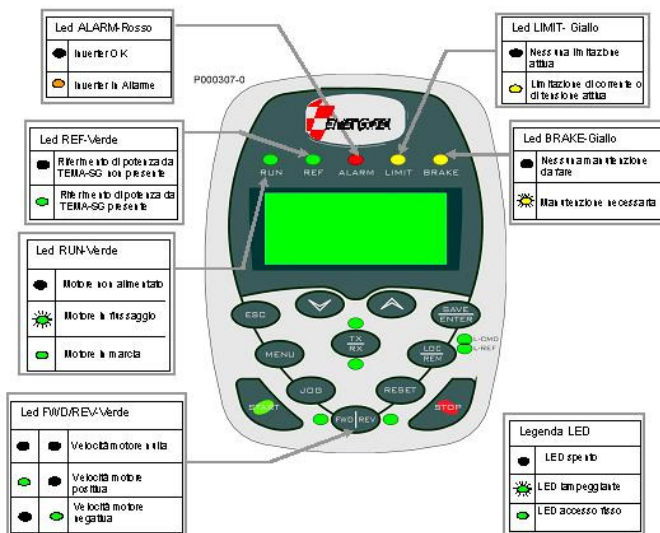 Led ALARM-Rosso
Inverter OK
Inverter in Allarme
Led LIMIT- Giallo
Nessuna limitazione
attiva
Limitazione di corrente o
di tensione attiva
P000307-0
Led REF-Verde
Riferimento di potenza da
TEMA-SG non presente
Riferimento di potenza da
TEMA-SG presente
Led BRAKE-Giallo
Nessuna manutenzione
da fare
Manutenzione necessaria
RUN REF ALARM LIMIT BRAKE
Led RUN-Verde
Motore non alimentato
Motore in flussaggio
Motore in marcia
ESC
SAVE
ENTER
TX
RX
MENU
LOC
REM
L-CMD
L-REF
JOG
RESET
START
FWD REV
STOP
Led FWD/REV-Verde
Velocità motore nulla
Velocità motore
positiva
Velocità motore
negativa
Legenda LED
LED spento
LED lampeggiante
LED accesso fisso